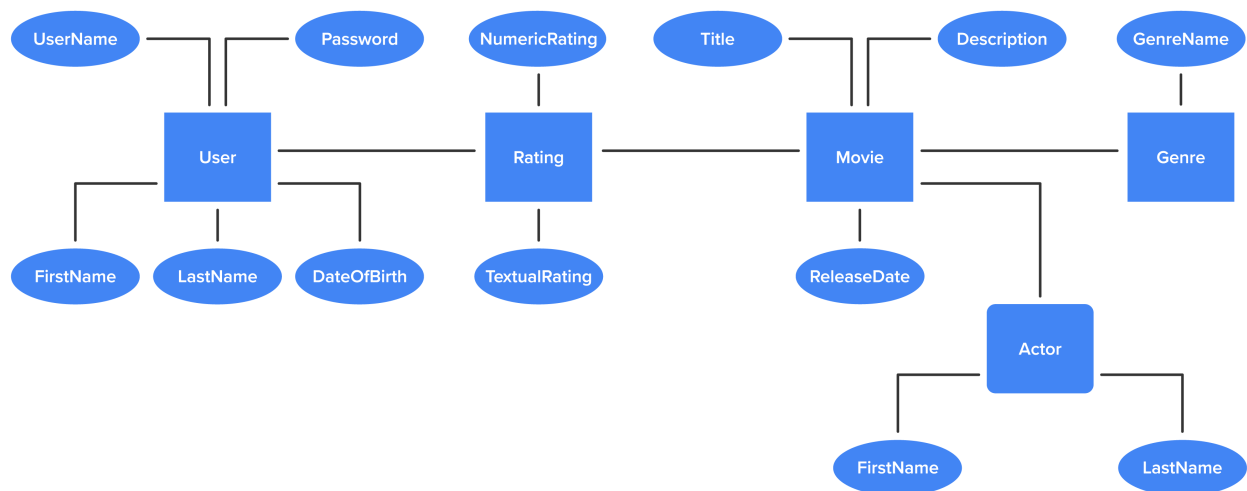 UserName
Password
NumericRating
Title
Description
GenreName
User
Rating
Movie
Genre
FirstName
LastName
DateOfBirth
TextualRating
ReleaseDate
Actor
FirstName
LastName